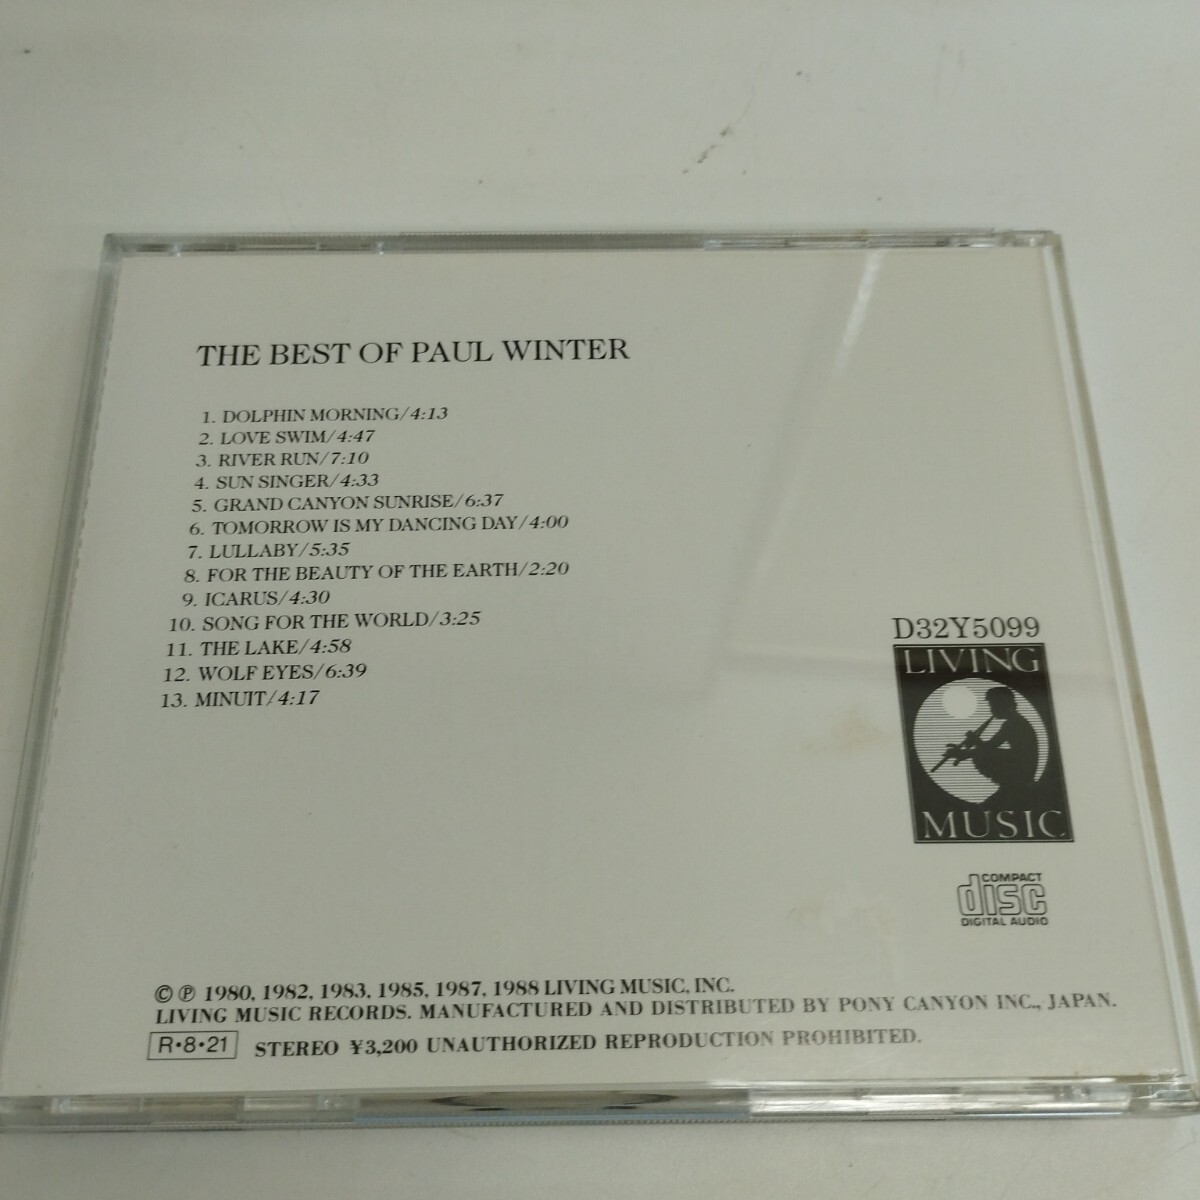 THE BEST OF PAUL WINTER
1. DOLPHIN MORNING/4:13
2. LOVE SWIM/4:47
3. RIVER RUN/7:10
4. SUN SINGER/4:33
5. GRAND CANYON SUNRISE/6:37
6. TOMORROW IS MY DANCING DAY/4:00
7. LULLABY/5:35
8. FOR THE BEAUTY OF THE EARTH/2:20
9. ICARUS/4:30
10. SONG FOR THE WORLD/3:25
11. THE LAKE/4:58
12. WOLF EYES/6:39
13. MINUIT/4:17
D32Y5099
LIVING
MUSIC
COMPACT
disc
DIGITAL AUDIO
© ℗ 1980, 1982, 1983, 1985, 1987, 1988 LIVING MUSIC, INC.
LIVING MUSIC RECORDS. MANUFACTURED AND DISTRIBUTED BY PONY CANYON INC., JAPAN.
R•8•21 STEREO ¥3,200 UNAUTHORIZED REPRODUCTION PROHIBITED.